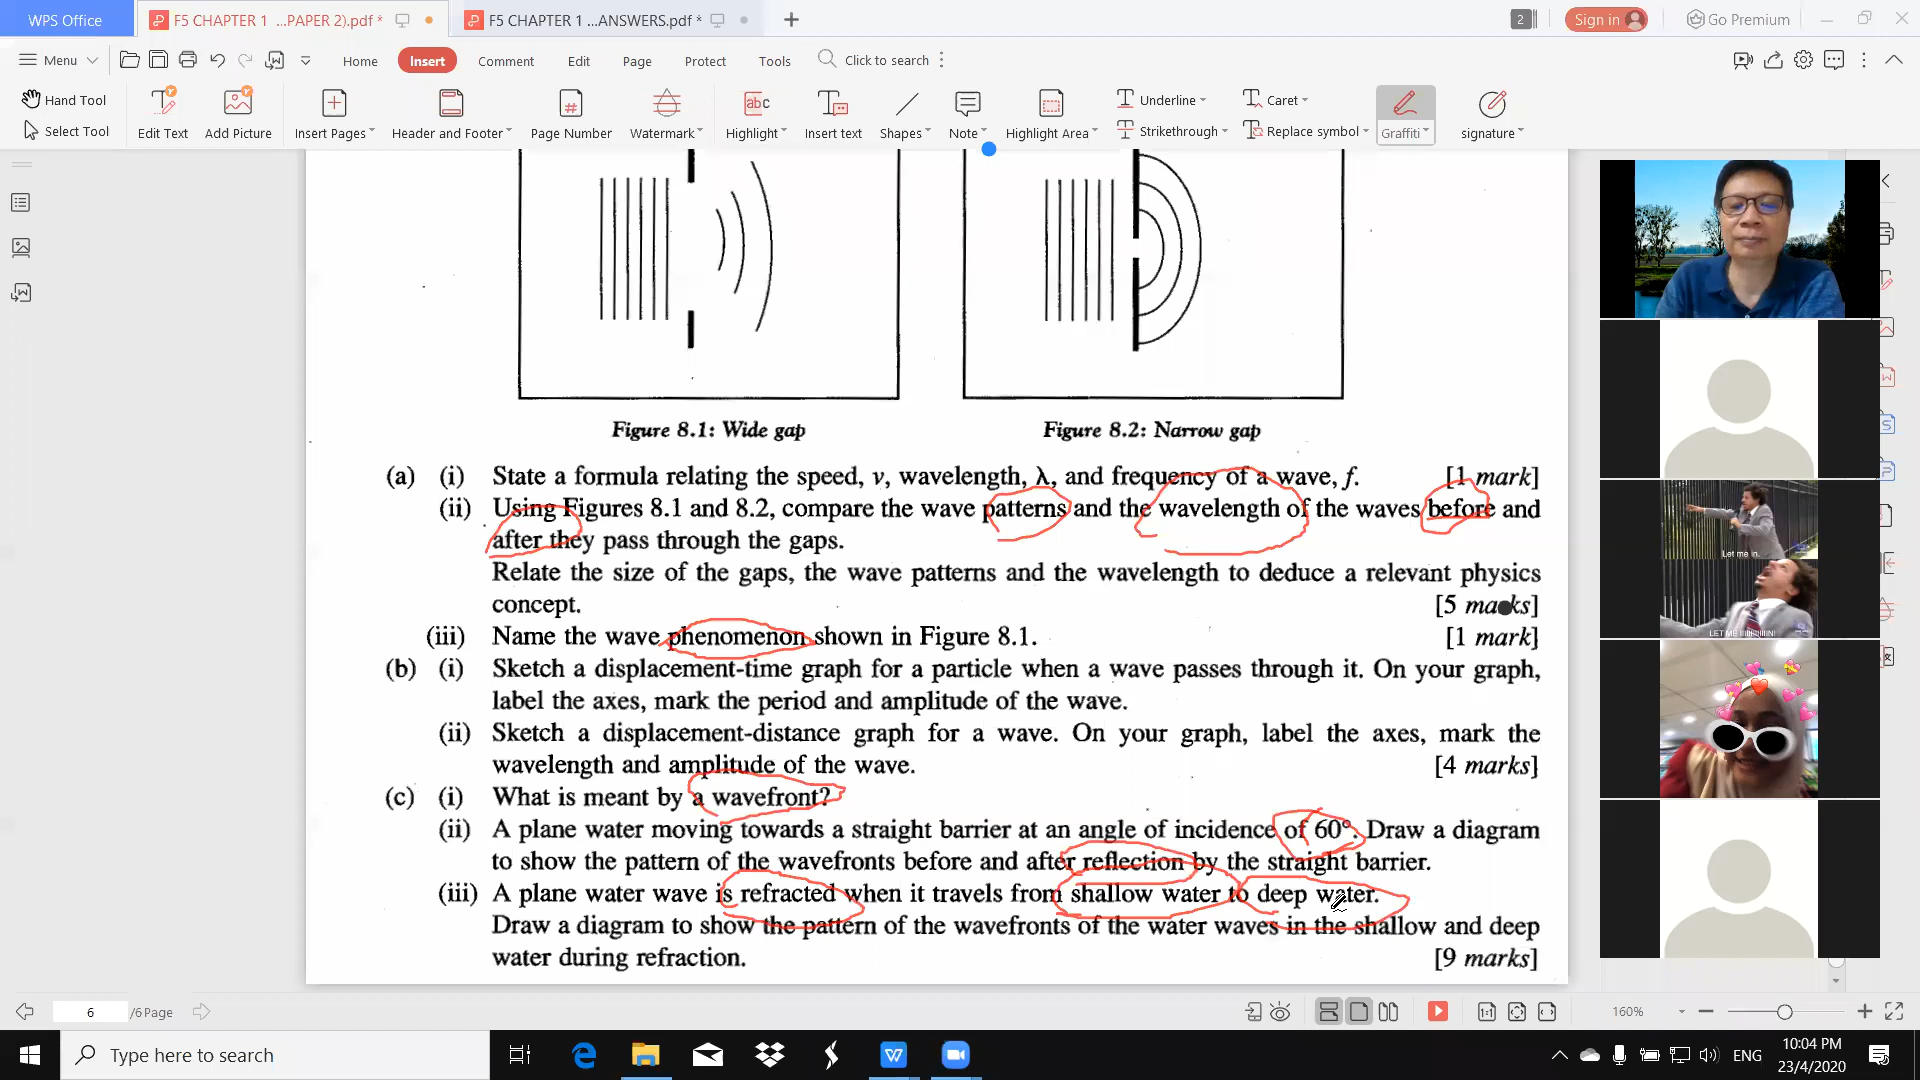 WPS Office
F5 CHAPTER 1 ...PAPER 2).pdf *
F5 CHAPTER 1 ...ANSWERS.pdf *
2
Sign in
Go Premium
Menu
Home
Insert
Comment
Edit
Page
Protect
Tools
Click to search
Hand Tool
Select Tool
Edit Text
Add Picture
Insert Pages
Header and Footer
Page Number
Watermark
Highlight
Insert text
Shapes
Note
Highlight Area
Underline
Strikethrough
Caret
Replace symbol
Graffiti
signature
Figure 8.1: Wide gap
Figure 8.2: Narrow gap
(a) (i) State a formula relating the speed, v, wavelength, λ, and frequency of a wave, f. [1 mark]
(ii) Using Figures 8.1 and 8.2, compare the wave patterns and the wavelength of the waves before and
after they pass through the gaps.
Relate the size of the gaps, the wave patterns and the wavelength to deduce a relevant physics
concept. [5 marks]
(iii) Name the wave phenomenon shown in Figure 8.1. [1 mark]
(b) (i) Sketch a displacement-time graph for a particle when a wave passes through it. On your graph,
label the axes, mark the period and amplitude of the wave.
(ii) Sketch a displacement-distance graph for a wave. On your graph, label the axes, mark the
wavelength and amplitude of the wave. [4 marks]
(c) (i) What is meant by a wavefront?
(ii) A plane water moving towards a straight barrier at an angle of incidence of 60°. Draw a diagram
to show the pattern of the wavefronts before and after reflection by the straight barrier.
(iii) A plane water wave is refracted when it travels from shallow water to deep water.
Draw a diagram to show the pattern of the wavefronts of the water waves in the shallow and deep
water during refraction. [9 marks]
Let me in.
LET ME IIIIIIIIIIIIN!
6 /6 Page
160%
Type here to search
ENG
10:04 PM
23/4/2020